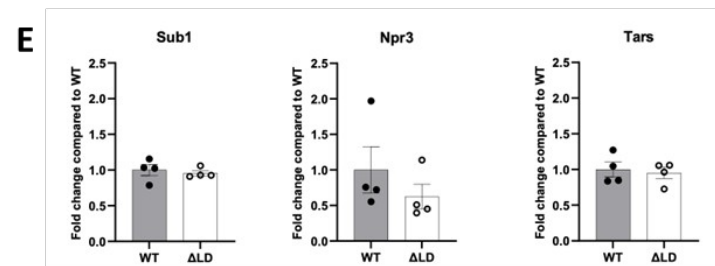 E
Sub1
Npr3
Tars
Fold change compared to WT
2.5
2.0
1.5
1.0
0.5
0.0
WT ΔLD
Fold change compared to WT
2.5
2.0
1.5
1.0
0.5
0.0
WT ΔLD
Fold change compared to WT
2.5
2.0
1.5
1.0
0.5
0.0
WT ΔLD